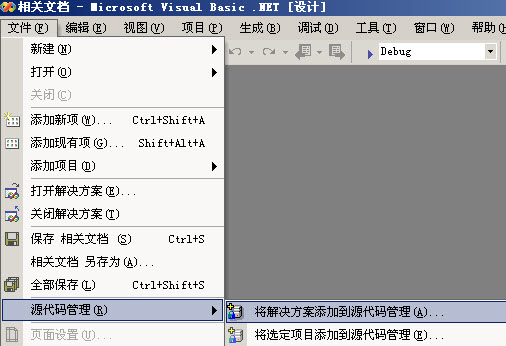 相关文档 - Microsoft Visual Basic .NET [设计]
文件(F) 编辑(E) 视图(V) 项目(P) 生成(B) 调试(D) 工具(T) 窗口(W) 帮助(H
Debug
新建(N)
打开(O)
关闭(C)
添加新项(W)... Ctrl+Shift+A
添加现有项(G)... Shift+Alt+A
添加项目(D)
打开解决方案(E)...
关闭解决方案(T)
保存 相关文档 (S) Ctrl+S
相关文档 另存为(A)...
全部保存(L) Ctrl+Shift+S
源代码管理(R)
将解决方案添加到源代码管理(A)...
页面设置(U)...
将选定项目添加到源代码管理(E)...